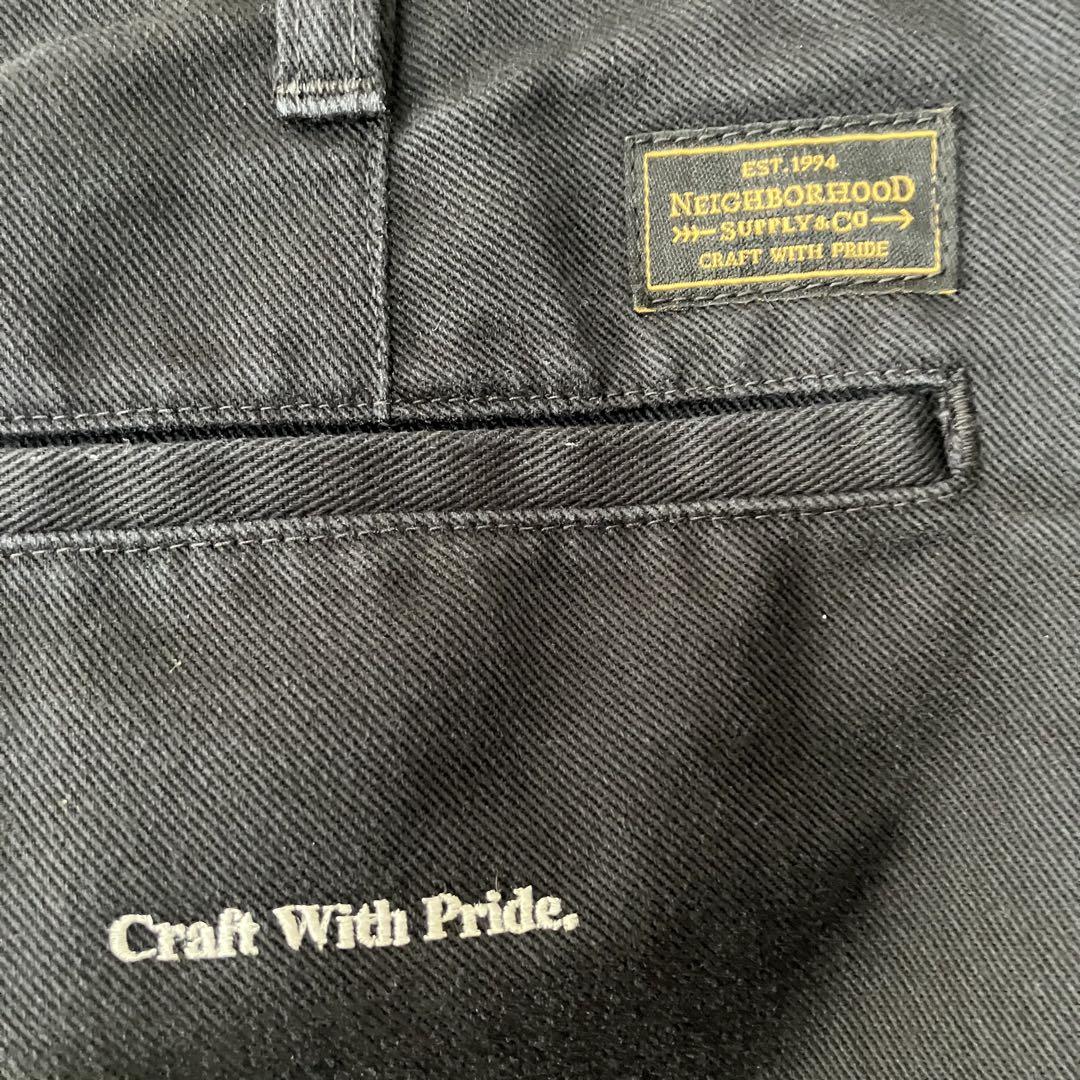 EST. 1994
NEIGHBORHOOD
SUPPLY & CO
CRAFT WITH PRIDE
Craft With Pride.